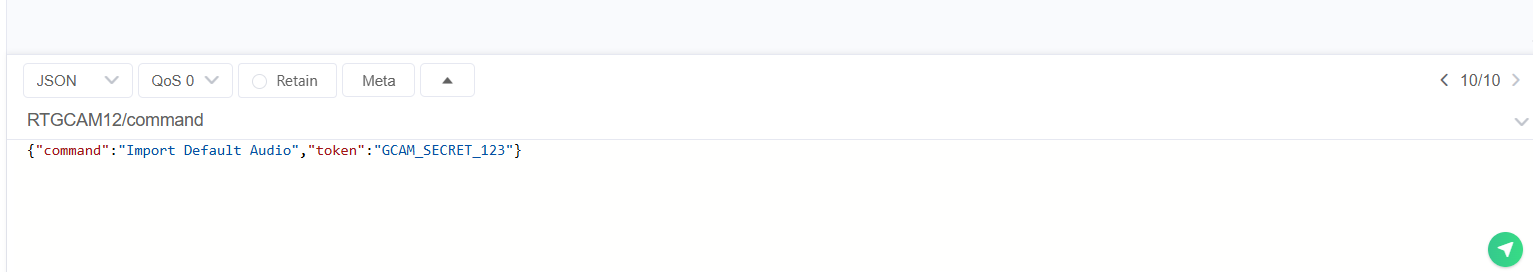 JSON QoS 0 Retain Meta 10/10
RTGCAM12/command
{"command":"Import Default Audio","token":"GCAM_SECRET_123"}